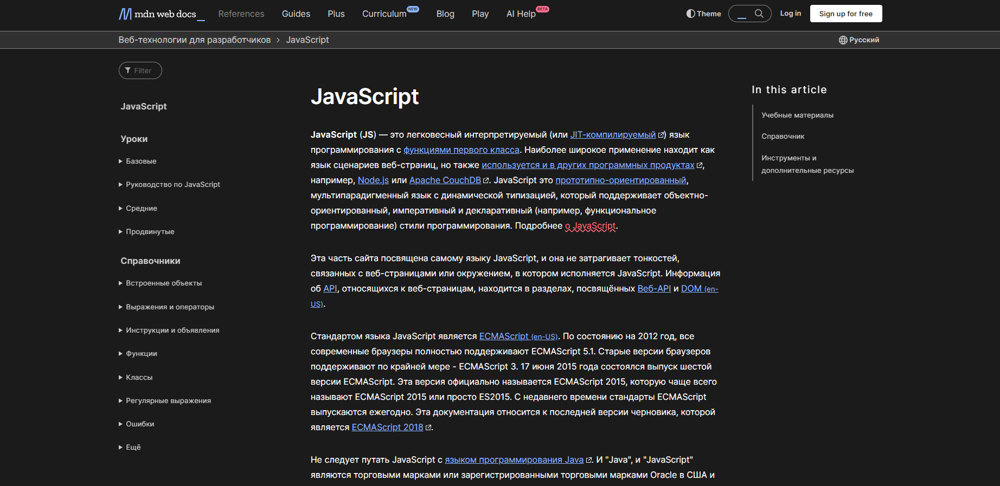 mdn web docs_
References
Guides
Plus
Curriculum NEW
Blog
Play
AI Help BETA
Theme
Log in
Sign up for free
Веб-технологии для разработчиков > JavaScript
Русский
Filter
JavaScript
Уроки
Базовые
Руководство по JavaScript
Средние
Продвинутые
Справочники
Встроенные объекты
Выражения и операторы
Инструкции и объявления
Функции
Классы
Регулярные выражения
Ошибки
Ещё
JavaScript
JavaScript (JS) — это легковесный интерпретируемый (или JIT-компилируемый) язык
программирования с функциями первого класса. Наиболее широкое применение находит как
язык сценариев веб-страниц, но также используется и в других программных продуктах,
например, Node.js или Apache CouchDB. JavaScript это прототипно-ориентированный,
мультипарадигменный язык с динамической типизацией, который поддерживает объектно-
ориентированный, императивный и декларативный (например, функциональное
программирование) стили программирования. Подробнее о JavaScript.
Эта часть сайта посвящена самому языку JavaScript, и она не затрагивает тонкостей,
связанных с веб-страницами или окружением, в котором исполняется JavaScript. Информация
об API, относящихся к веб-страницам, находится в разделах, посвящённых Веб-API и DOM (en-
US).
Стандартом языка JavaScript является ECMAScript (en-US). По состоянию на 2012 год, все
современные браузеры полностью поддерживают ECMAScript 5.1. Старые версии браузеров
поддерживают по крайней мере - ECMAScript 3. 17 июня 2015 года состоялся выпуск шестой
версии ECMAScript. Эта версия официально называется ECMAScript 2015, которую чаще всего
называют ECMAScript 2015 или просто ES2015. С недавнего времени стандарты ECMAScript
выпускаются ежегодно. Эта документация относится к последней версии черновика, которой
является ECMAScript 2018.
Не следует путать JavaScript с языком программирования Java. И "Java", и "JavaScript"
являются торговыми марками или зарегистрированными торговыми марками Oracle в США и
In this article
Учебные материалы
Справочник
Инструменты и
дополнительные ресурсы